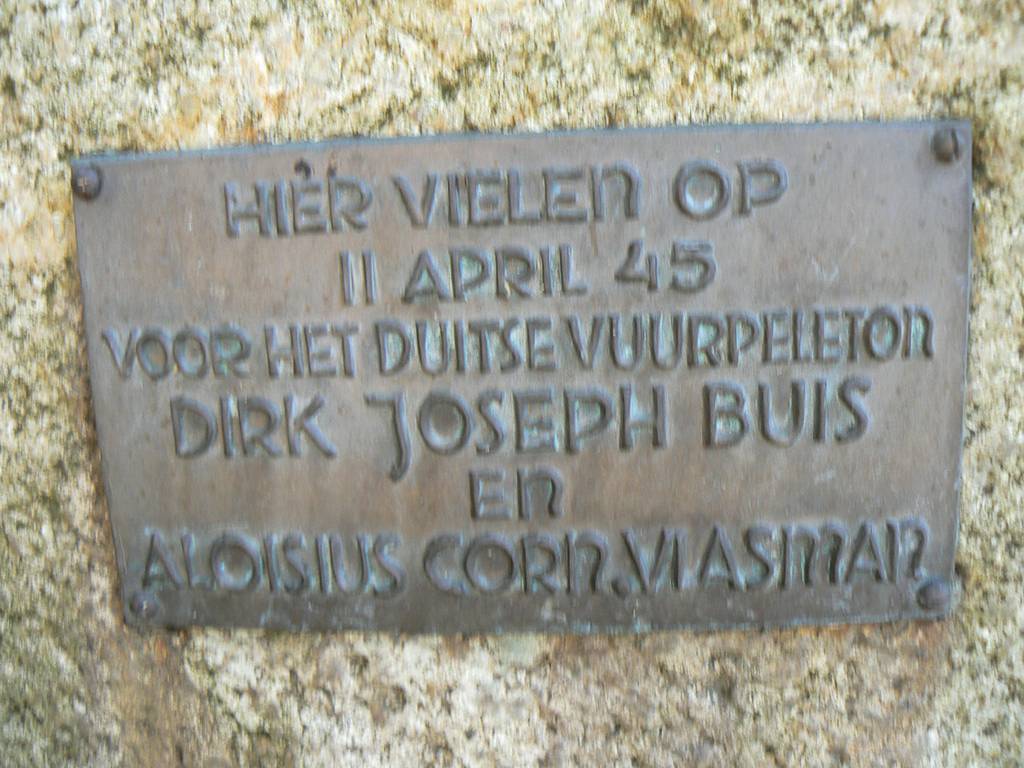 HIER VIELEN OP
11 APRIL 45
VOOR HET DUITSE VUURPELETON
DIRK JOSEPH BUIS
EN
ALOISIUS CORN. VLASMAN